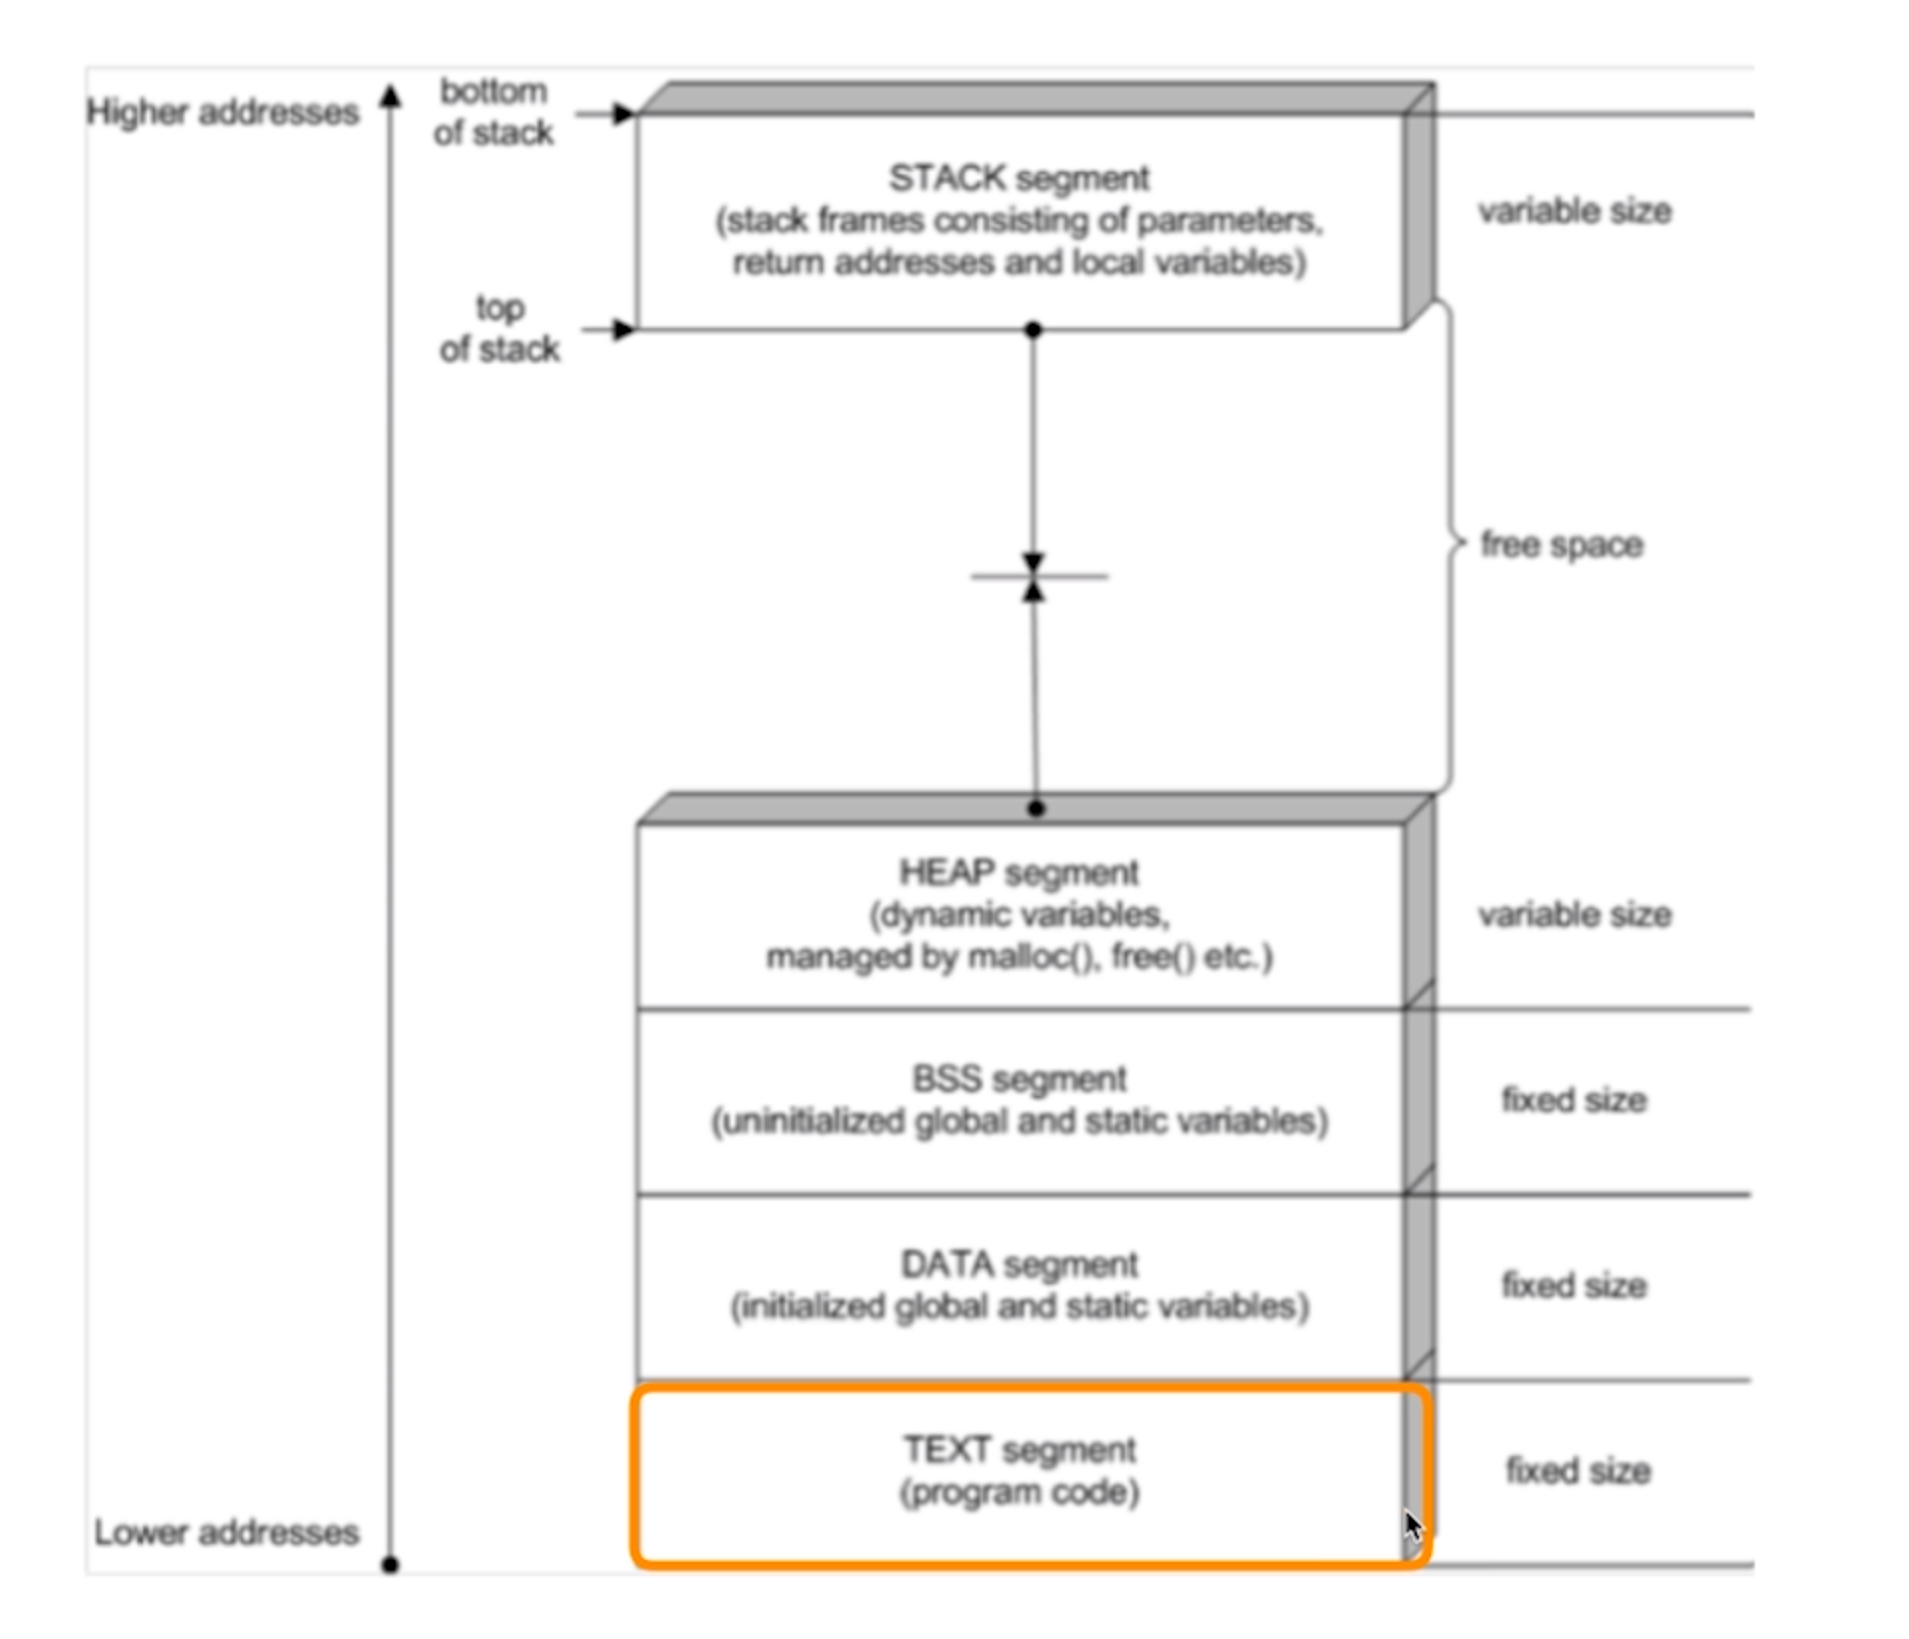 Higher addresses
bottom
of stack
STACK segment
(stack frames consisting of parameters,
return addresses and local variables)
variable size
top
of stack
free space
HEAP segment
(dynamic variables,
managed by malloc(), free() etc.)
variable size
BSS segment
(uninitialized global and static variables)
fixed size
DATA segment
(initialized global and static variables)
fixed size
TEXT segment
(program code)
fixed size
Lower addresses